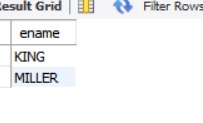 Result Grid Filter Rows
ename
KING
MILLER